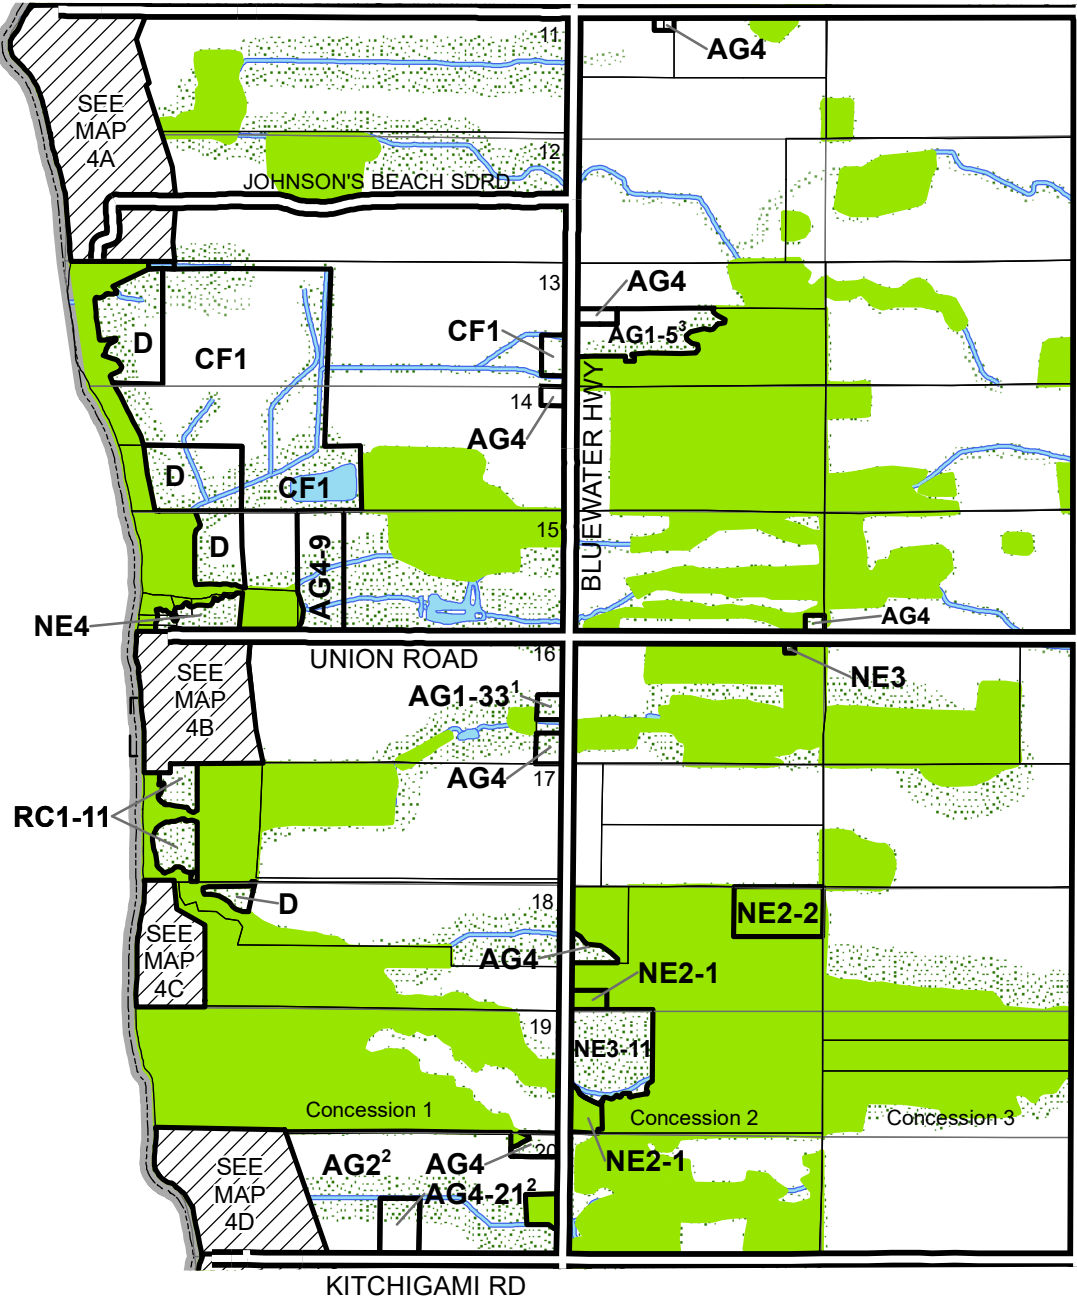 11
AG4
SEE
MAP
4A
12
JOHNSON'S BEACH SDRD
13
AG4
CF1
AG1-5³
D
CF1
BLUEWATER HWY
14
AG4
D
CF1
15
D
AG4-9
NE4
AG4
UNION ROAD
16
SEE
MAP
4B
NE3
AG1-33¹
AG4
17
RC1-11
D
18
NE2-2
SEE
MAP
4C
AG4
NE2-1
19
NE3-11
Concession 1
Concession 2
Concession 3
20
SEE
MAP
4D
AG2²
AG4
NE2-1
AG4-21²
KITCHIGAMI RD